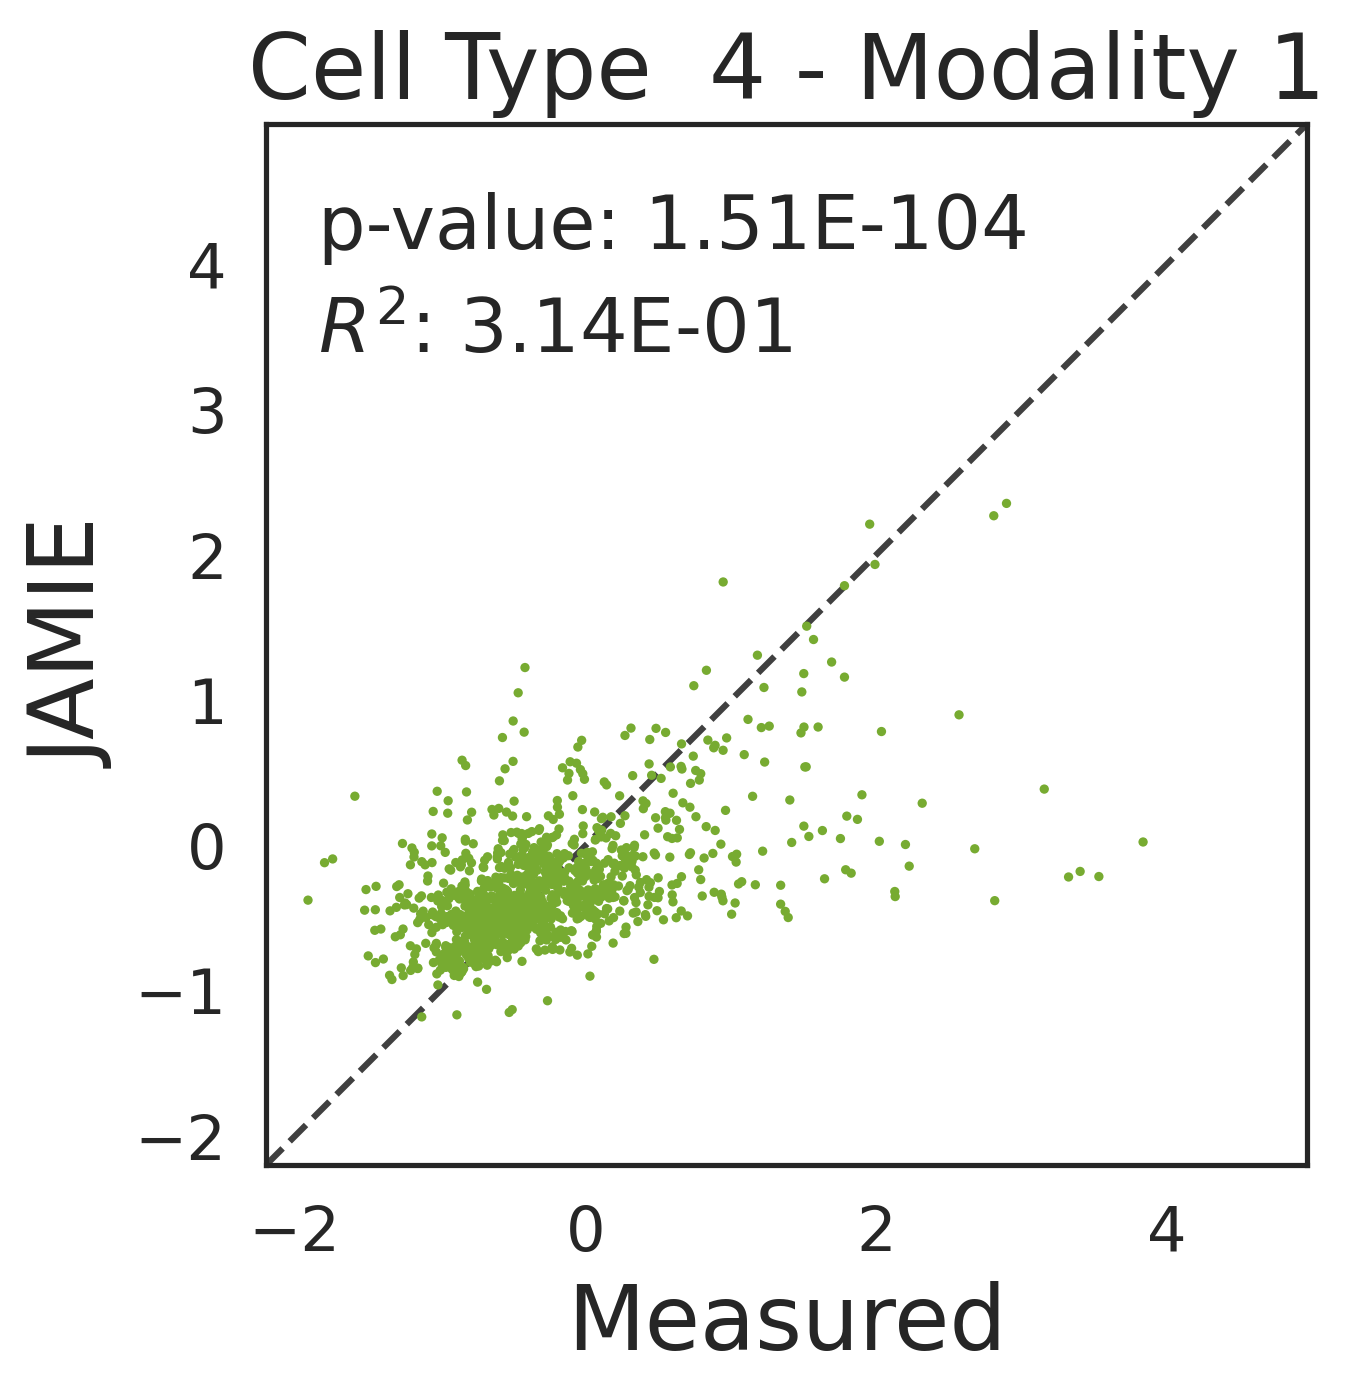 Cell Type  4 - Modality 1
p-value: 1.51E-104
R²: 3.14E-01
4
3
2
1
0
−1
−2
JAMIE
−2 0 2 4
Measured